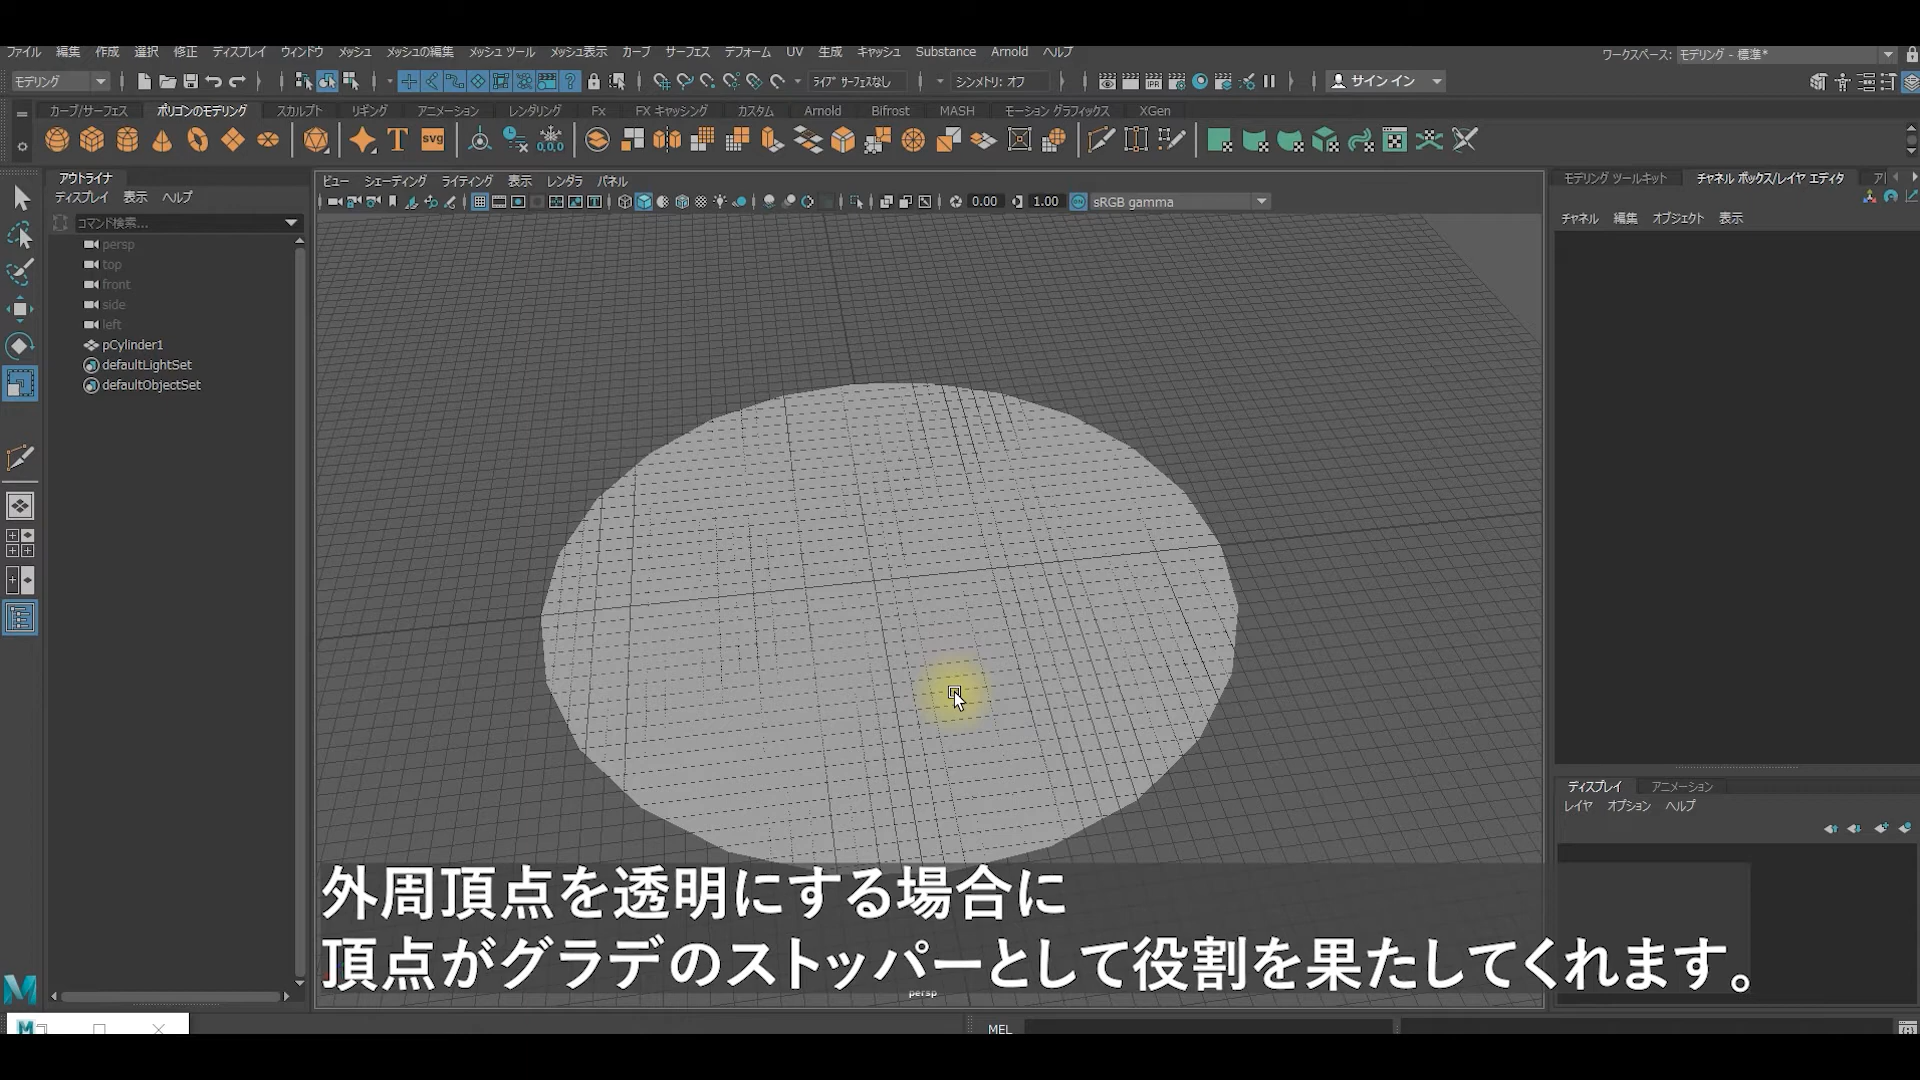 ファイル 編集 作成 選択 修正 ディスプレイ ウィンドウ メッシュ メッシュの編集 メッシュ ツール メッシュ表示 カーブ サーフェス デフォーム UV 生成 キャッシュ Substance Arnold ヘルプ
ワークスペース: モデリング - 標準*
モデリング
ライブ サーフェスなし
シンメトリ: オフ
サイン イン
カーブ/サーフェス ポリゴンのモデリング スカルプト リギング アニメーション レンダリング Fx FX キャッシング カスタム Arnold Bifrost MASH モーション グラフィックス XGen
T SVG 0,0,0
アウトライナ
ディスプレイ 表示 ヘルプ
コマンド検索...
persp
top
front
side
left
pCylinder1
defaultLightSet
defaultObjectSet
ビュー シェーディング ライティング 表示 レンダラ パネル
0.00 1.00 sRGB gamma
モデリング ツールキット チャネル ボックス/レイヤ エディタ ア
チャネル 編集 オブジェクト 表示
ディスプレイ アニメーション
レイヤ オプション ヘルプ
外周頂点を透明にする場合に
頂点がグラデのストッパーとして役割を果たしてくれます。
persp
MEL